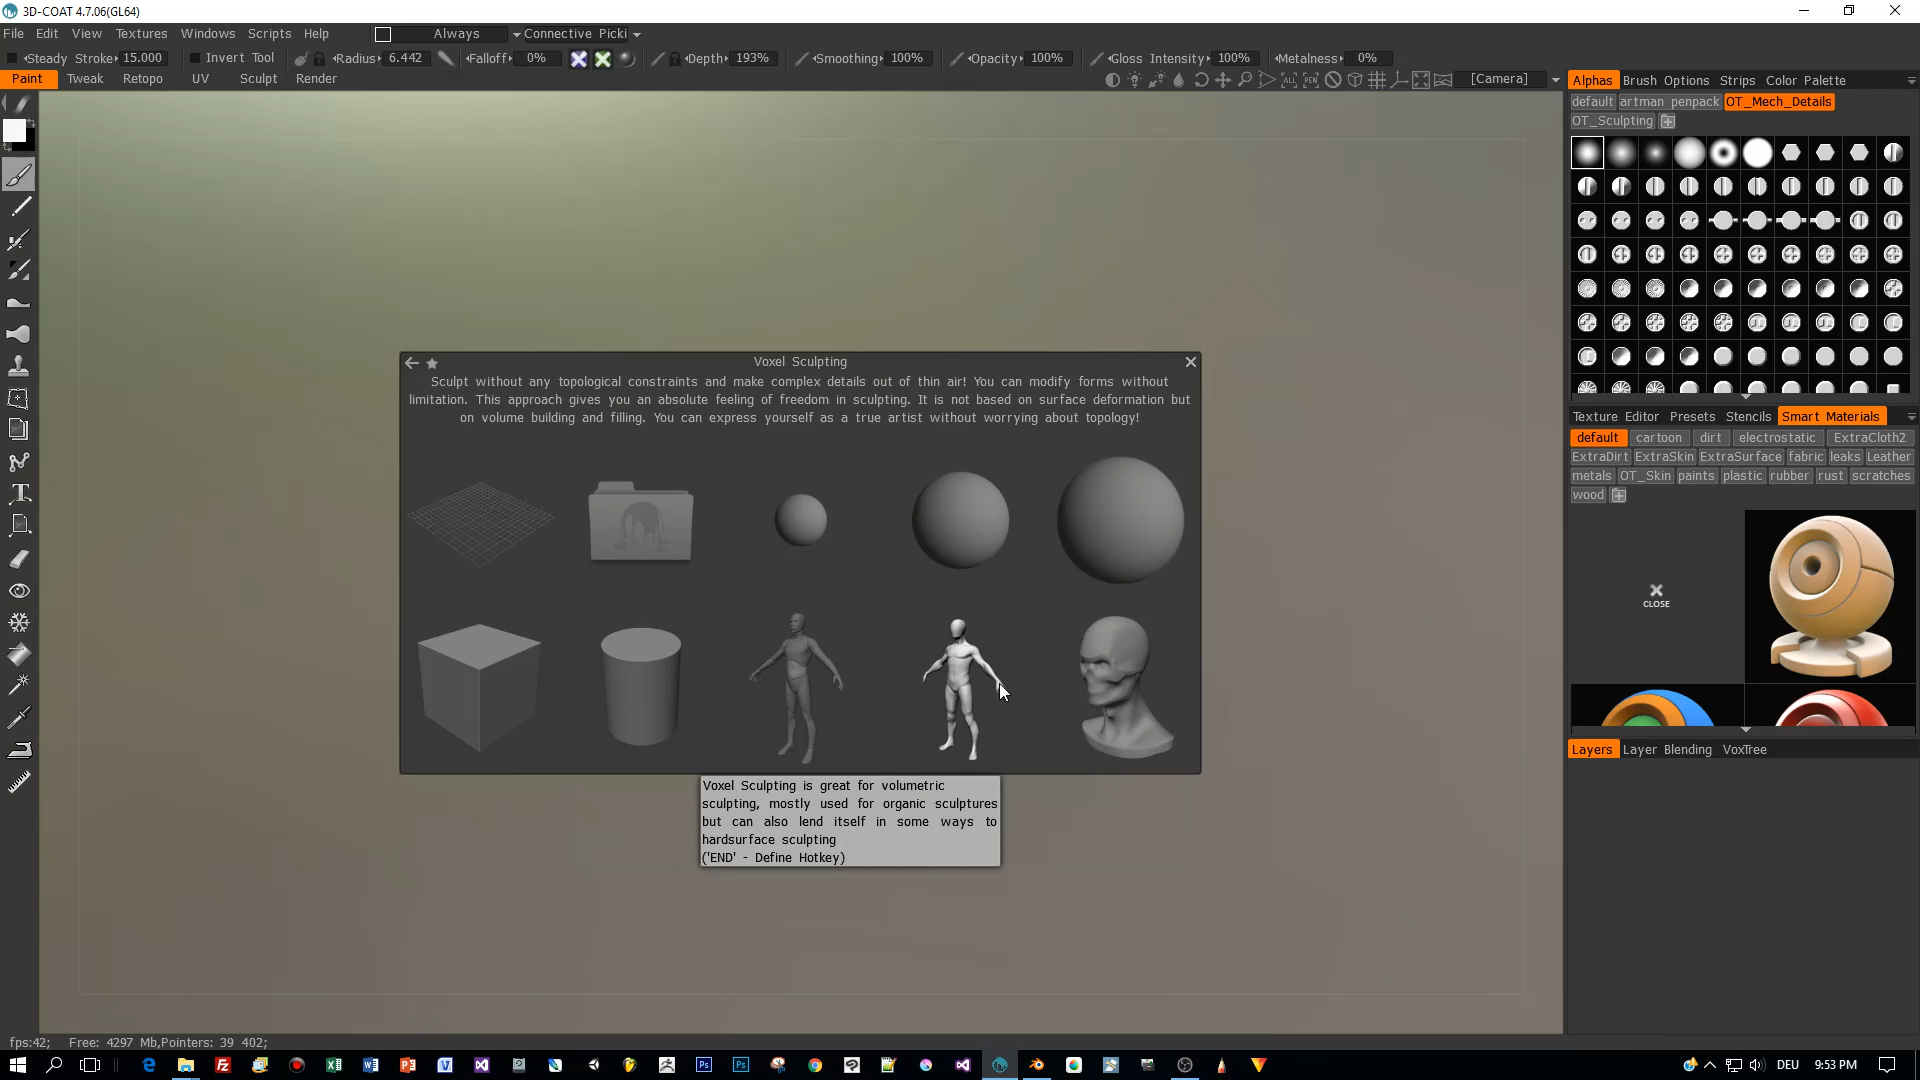 3D-COAT 4.7.06(GL64)
File Edit View Textures Windows Scripts Help Always Connective Picki
Steady Stroke 15.000 Invert Tool Radius 6.442 Falloff 0% Depth 193% Smoothing 100% Opacity 100% Gloss Intensity 100% Metalness 0%
Paint Tweak Retopo UV Sculpt Render ALL PEN [Camera]
Alphas Brush Options Strips Color Palette
default artman penpack OT_Mech_Details
OT_Sculpting
Voxel Sculpting
Sculpt without any topological constraints and make complex details out of thin air! You can modify forms without
limitation. This approach gives you an absolute feeling of freedom in sculpting. It is not based on surface deformation but
on volume building and filling. You can express yourself as a true artist without worrying about topology!
Voxel Sculpting is great for volumetric
sculpting, mostly used for organic sculptures
but can also lend itself in some ways to
hardsurface sculpting
('END' - Define Hotkey)
Texture Editor Presets Stencils Smart Materials
default cartoon dirt electrostatic ExtraCloth2
ExtraDirt ExtraSkin ExtraSurface fabric leaks Leather
metals OT_Skin paints plastic rubber rust scratches
wood
CLOSE
Layers Layer Blending VoxTree
fps:42; Free: 4297 Mb,Pointers: 39 402;
DEU 9:53 PM